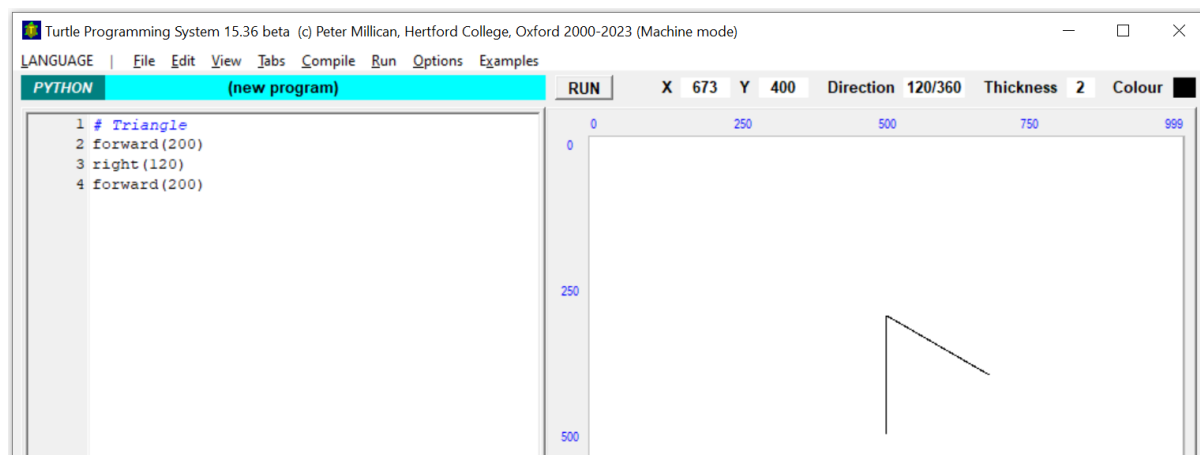 Turtle Programming System 15.36 beta (c) Peter Millican, Hertford College, Oxford 2000-2023 (Machine mode)
LANGUAGE | File Edit View Tabs Compile Run Options Examples
PYTHON (new program) RUN X 673 Y 400 Direction 120/360 Thickness 2 Colour
1 # Triangle
2 forward(200)
3 right(120)
4 forward(200)
0 250 500 750 999
0
250
500